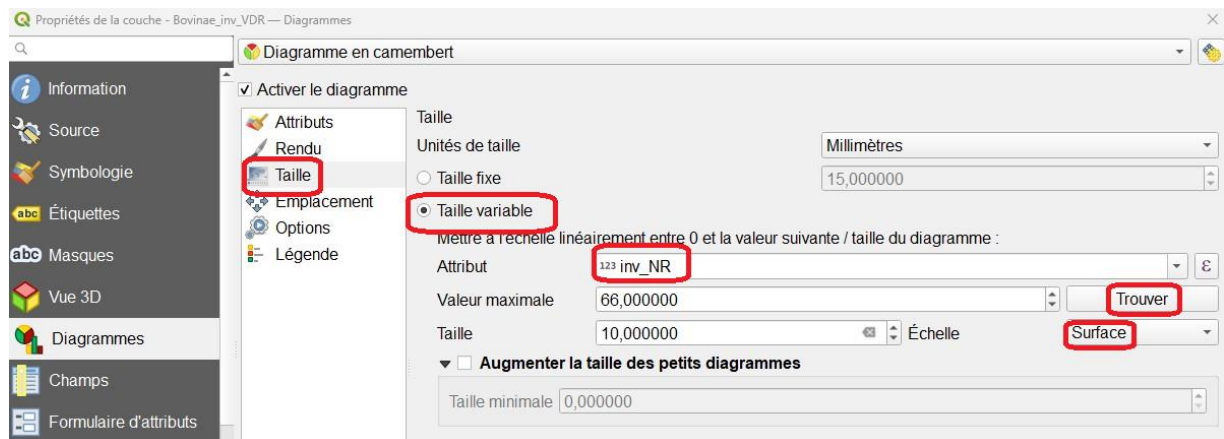 Propriétés de la couche - Bovinae_inv_VDR — Diagrammes
Diagramme en camembert
Information
Source
Symbologie
abc Étiquettes
abc Masques
Vue 3D
Diagrammes
Champs
Formulaire d'attributs
Activer le diagramme
Attributs
Rendu
Taille
Emplacement
Options
Légende
Taille
Unités de taille Millimètres
Taille fixe 15,000000
Taille variable
Mettre à l'échelle linéairement entre 0 et la valeur suivante / taille du diagramme :
Attribut 123 inv_NR ε
Valeur maximale 66,000000 Trouver
Taille 10,000000 Échelle Surface
Augmenter la taille des petits diagrammes
Taille minimale 0,000000